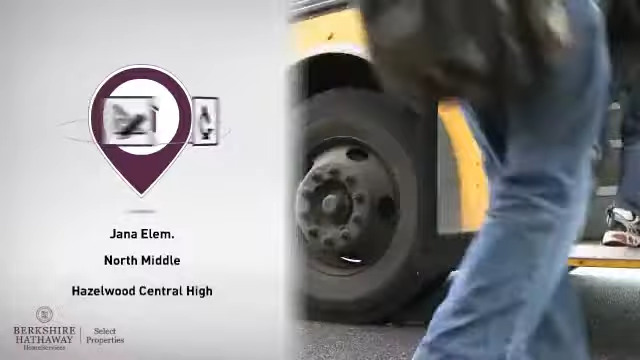 Jana Elem.
North Middle
Hazelwood Central High
BERKSHIRE
HATHAWAY
HomeServices
Select
Properties